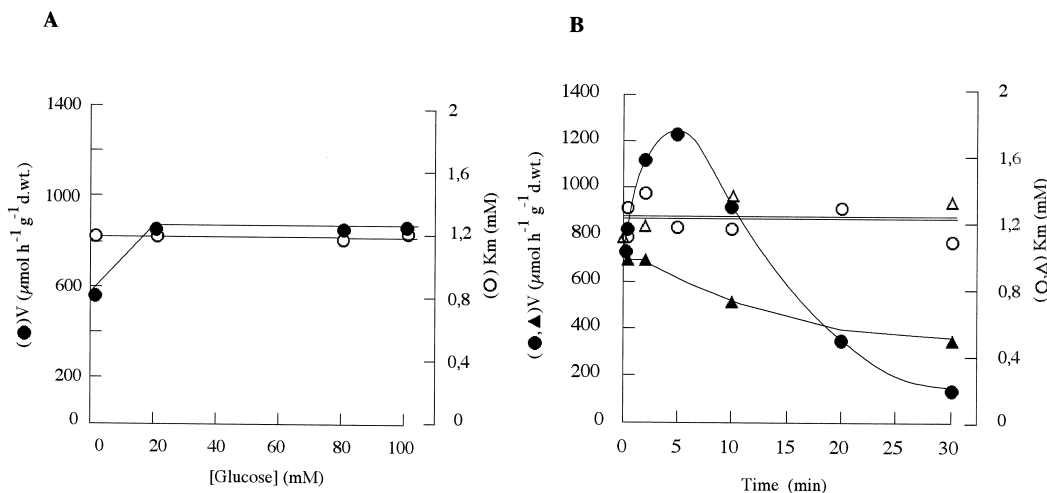 A
B
1400
1000
600
200
0
(●)V (µmol h⁻¹ g⁻¹ d.wt.)
2
1,6
1,2
0,8
0,4
0
(○) Km (mM)
0 20 40 60 80 100
[Glucose] (mM)
1400
1200
1000
800
600
400
200
0
(●,▲)V (µmol h⁻¹ g⁻¹ d.wt.)
2
1,6
1,2
0,8
0,4
0
(○,△) Km (mM)
0 5 10 15 20 25 30
Time (min)